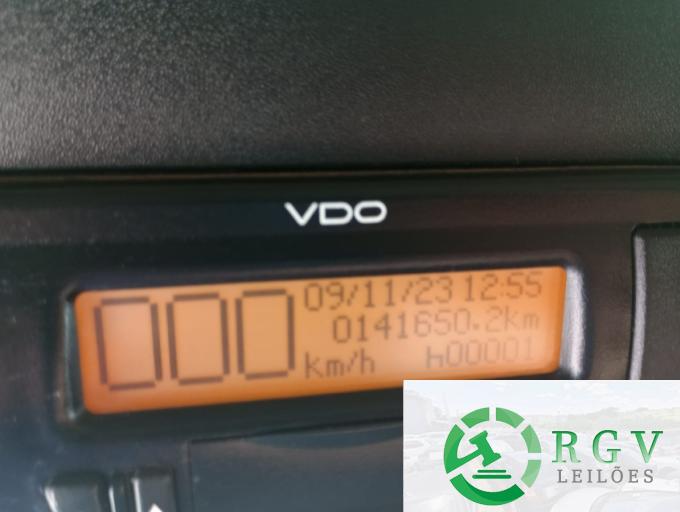 VDO
000
09/11/23 12:55
0141650.2km
km/h h00001
RGV
LEILÕES